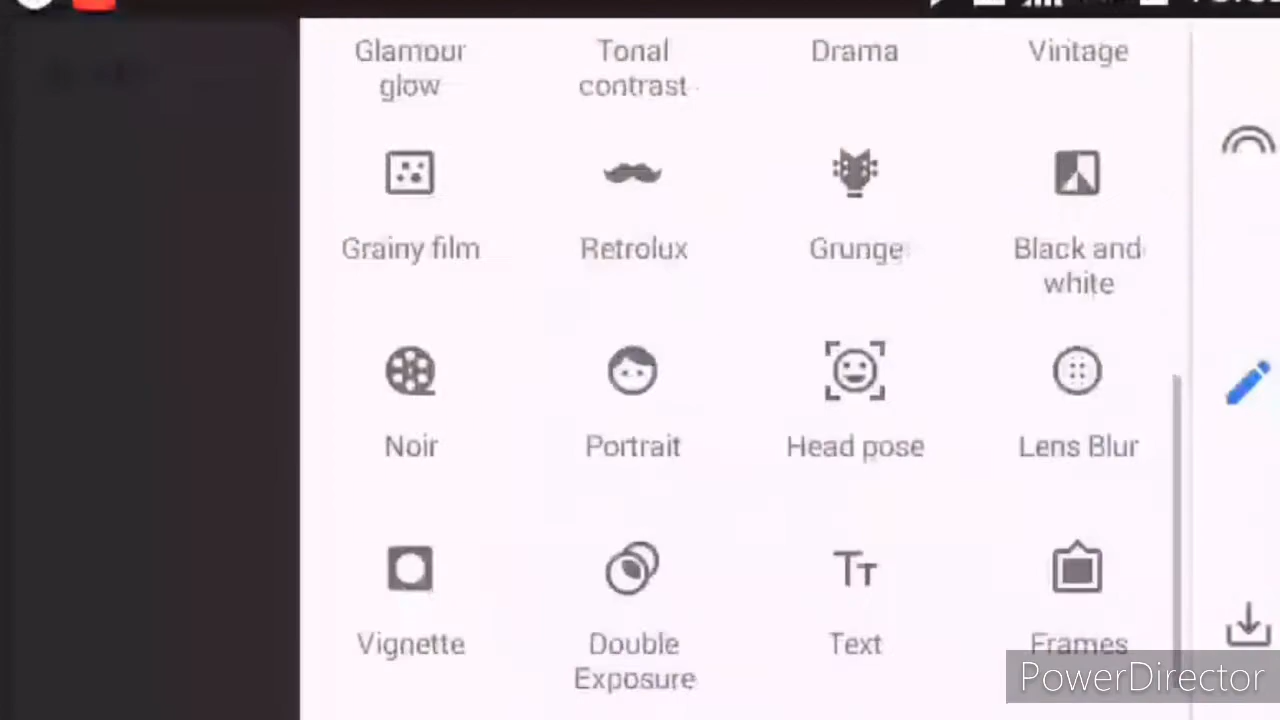 Glamour
glow
Tonal
contrast
Drama
Vintage
Grainy film
Retrolux
Grunge
Black and
white
Noir
Portrait
Head pose
Lens Blur
Vignette
Double
Exposure
Tт
Text
Frames
PowerDirector